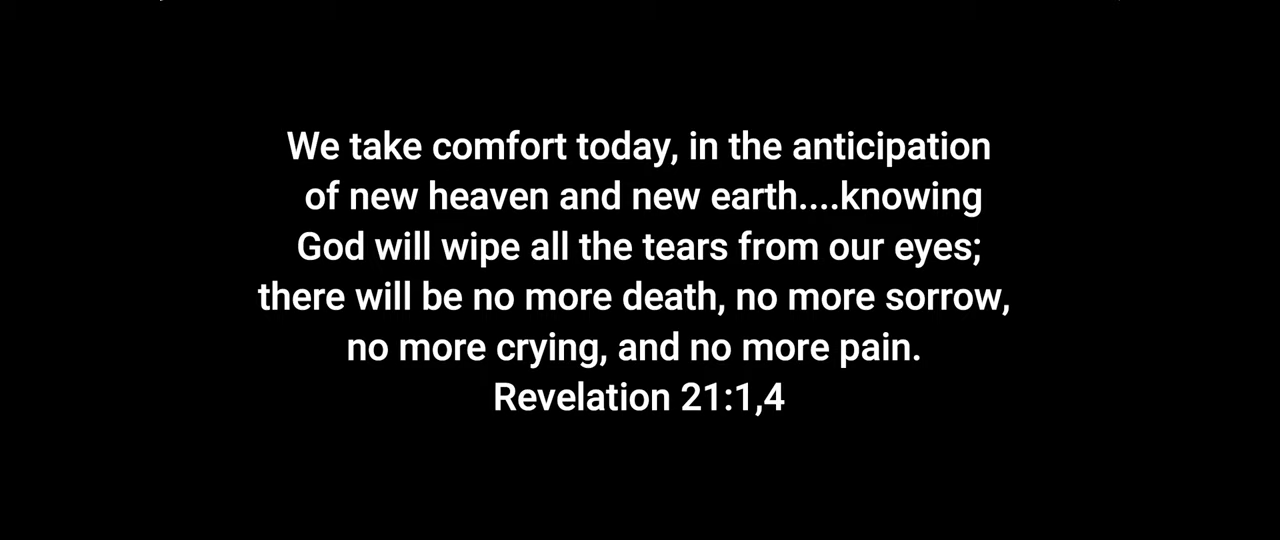 We take comfort today, in the anticipation
of new heaven and new earth....knowing
God will wipe all the tears from our eyes;
there will be no more death, no more sorrow,
no more crying, and no more pain.
Revelation 21:1,4